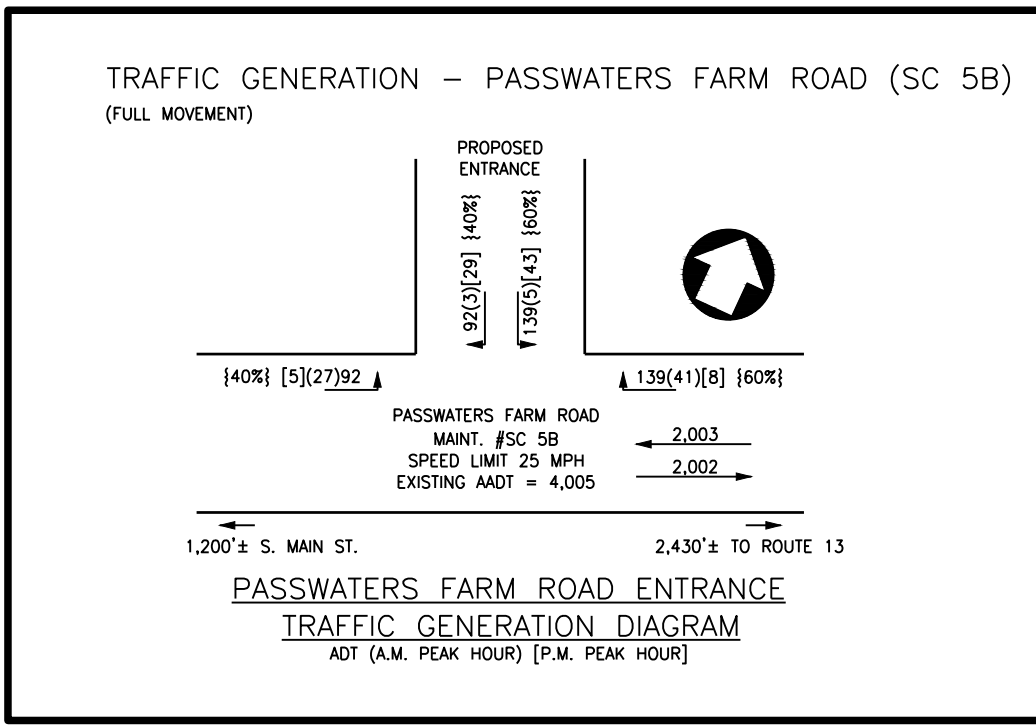 TRAFFIC GENERATION - PASSWATERS FARM ROAD (SC 5B)
(FULL MOVEMENT)
PROPOSED
ENTRANCE
92(3)[29] {40%}
139(5)[43] {60%}
{40%} [5](27)92
139(41)[8] {60%}
PASSWATERS FARM ROAD
MAINT. #SC 5B
SPEED LIMIT 25 MPH
EXISTING AADT = 4,005
2,003
2,002
1,200'± S. MAIN ST.
2,430'± TO ROUTE 13
PASSWATERS FARM ROAD ENTRANCE
TRAFFIC GENERATION DIAGRAM
ADT (A.M. PEAK HOUR) [P.M. PEAK HOUR]